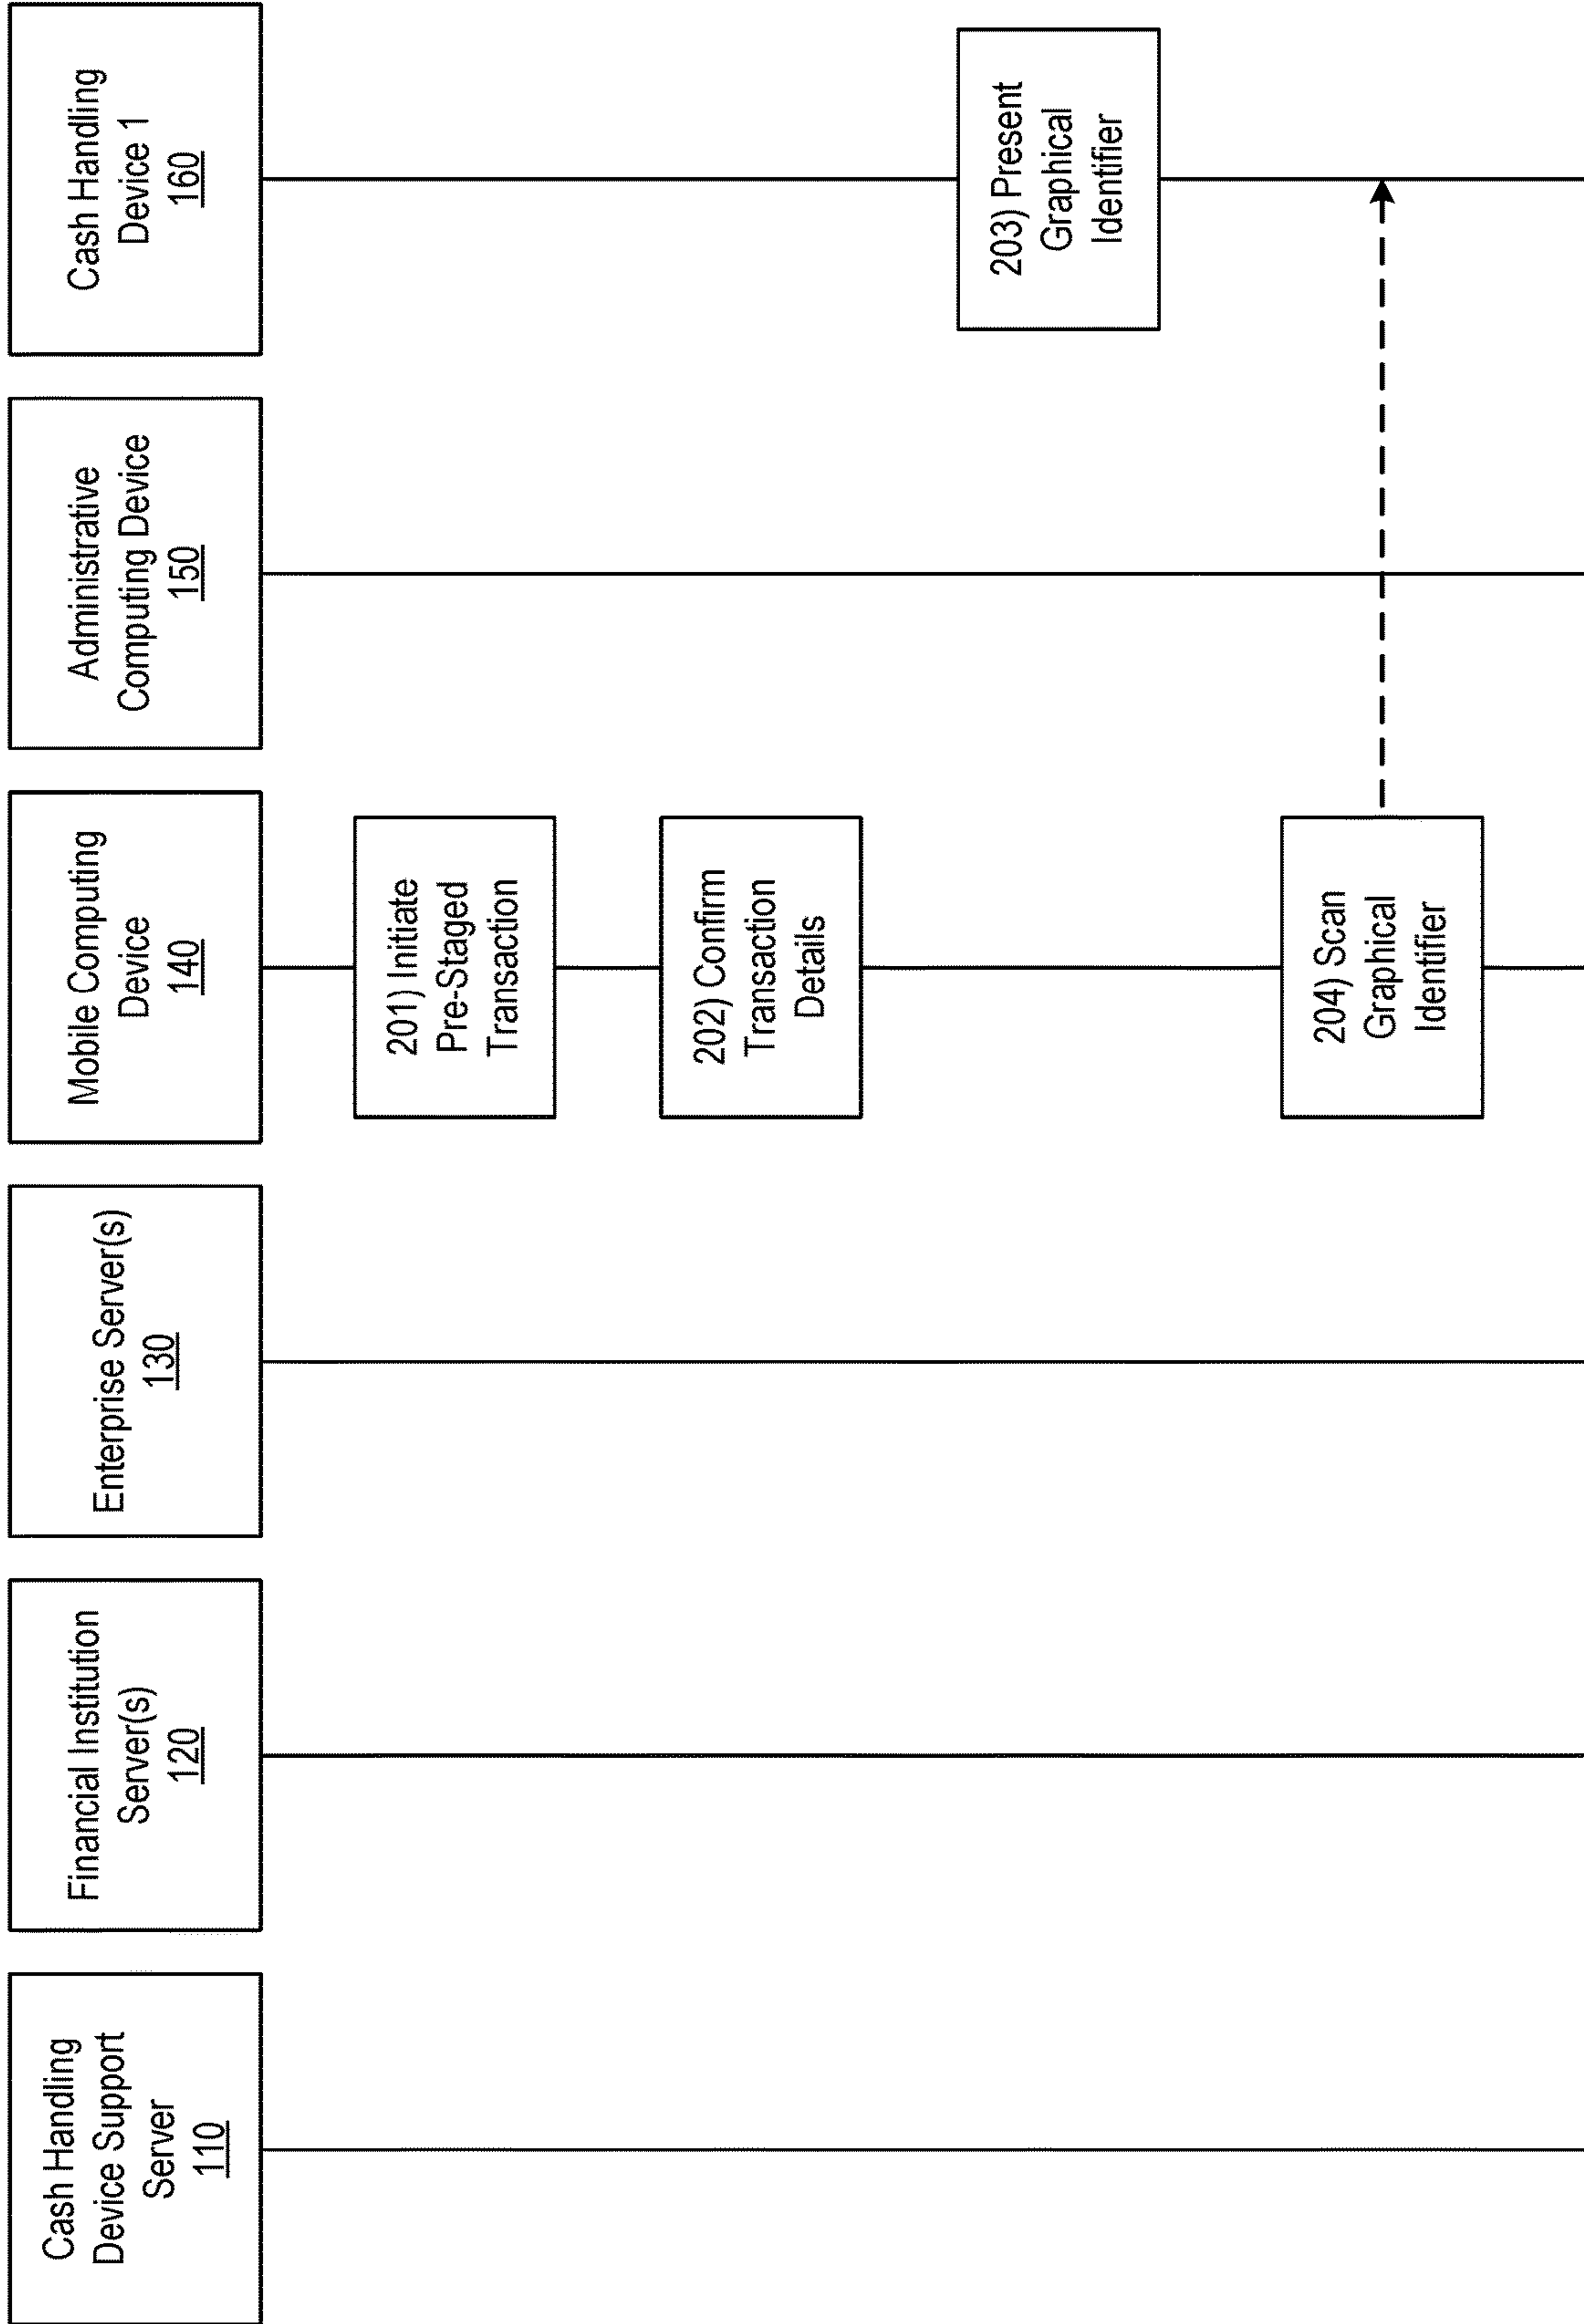 Cash Handling
Device Support
Server
110
Financial Institution
Server(s)
120
Enterprise Server(s)
130
Mobile Computing
Device
140
Administrative
Computing Device
150
Cash Handling
Device 1
160
201) Initiate
Pre-Staged
Transaction
202) Confirm
Transaction
Details
203) Present
Graphical
Identifier
204) Scan
Graphical
Identifier